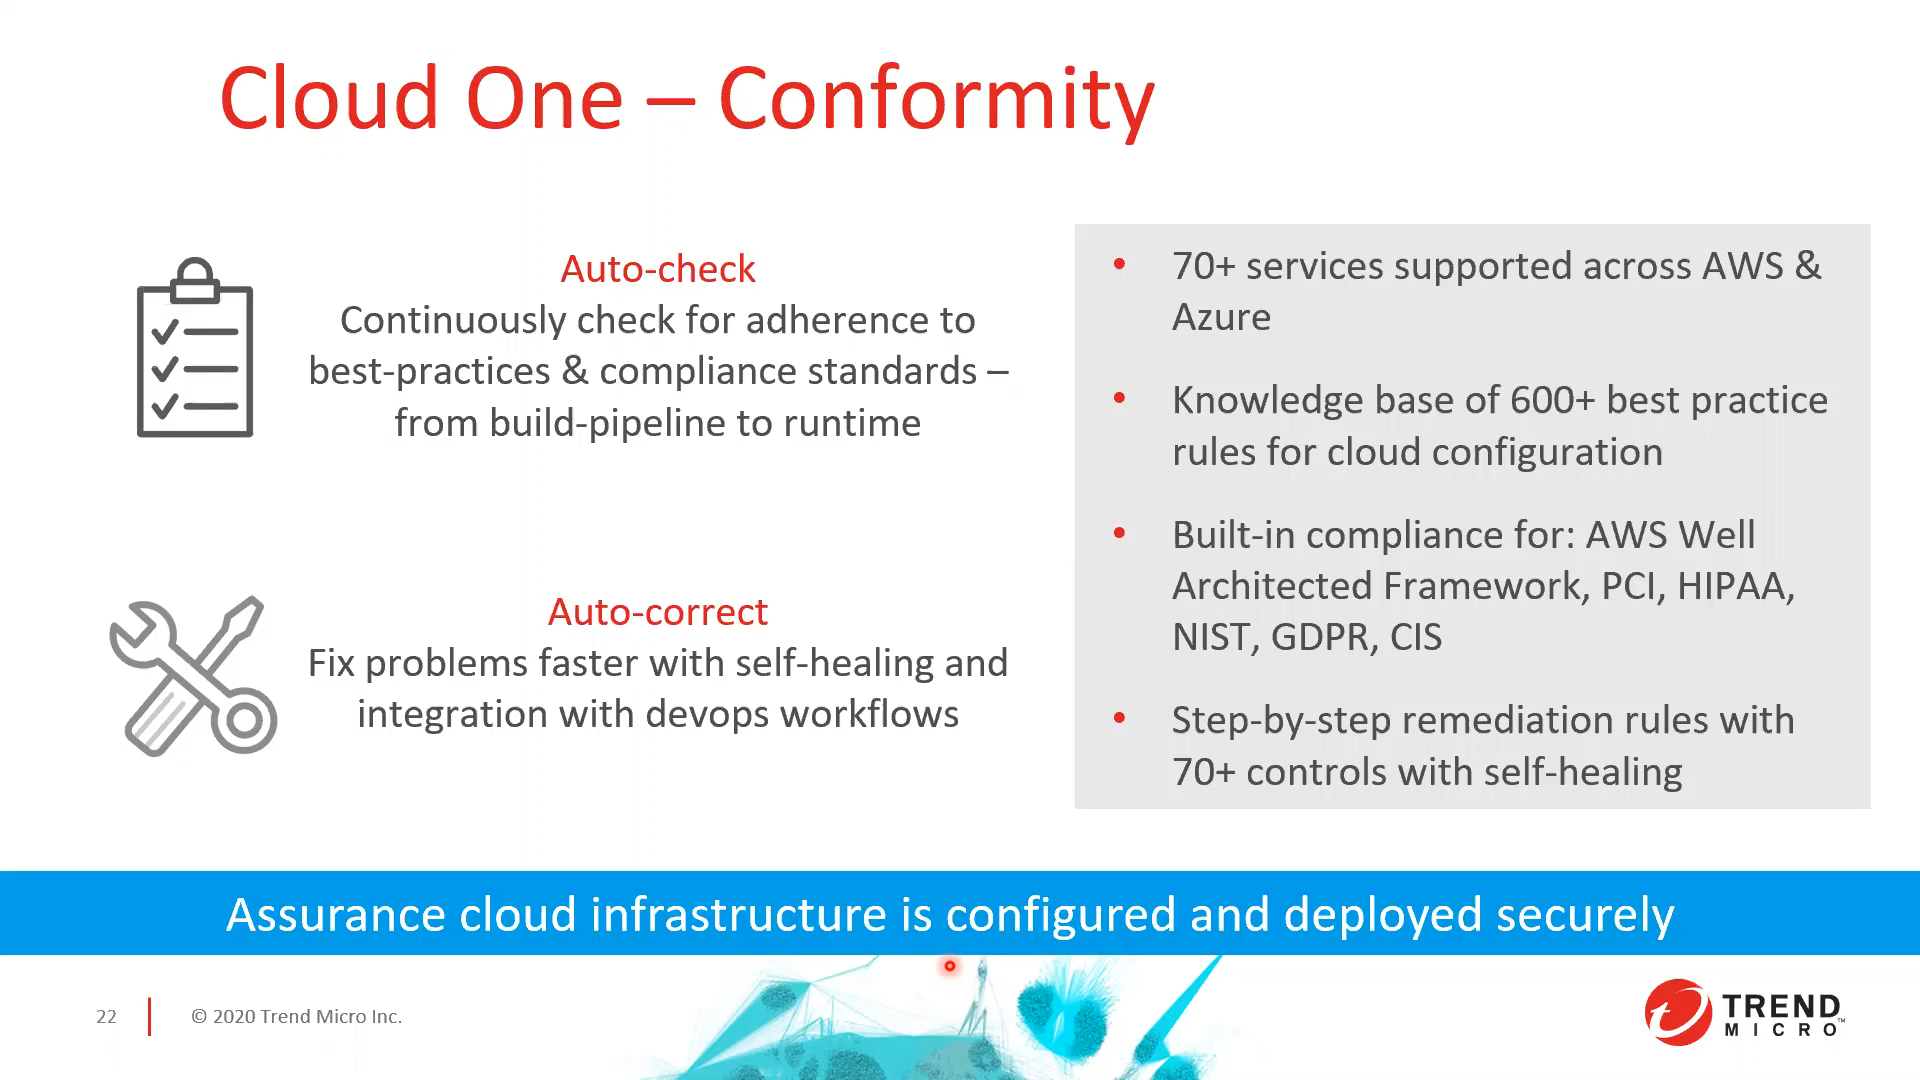 Cloud One – Conformity
Auto-check
Continuously check for adherence to
best-practices & compliance standards –
from build-pipeline to runtime
Auto-correct
Fix problems faster with self-healing and
integration with devops workflows
• 70+ services supported across AWS &
Azure
• Knowledge base of 600+ best practice
rules for cloud configuration
• Built-in compliance for: AWS Well
Architected Framework, PCI, HIPAA,
NIST, GDPR, CIS
• Step-by-step remediation rules with
70+ controls with self-healing
Assurance cloud infrastructure is configured and deployed securely
22
© 2020 Trend Micro Inc.
TREND
MICRO™